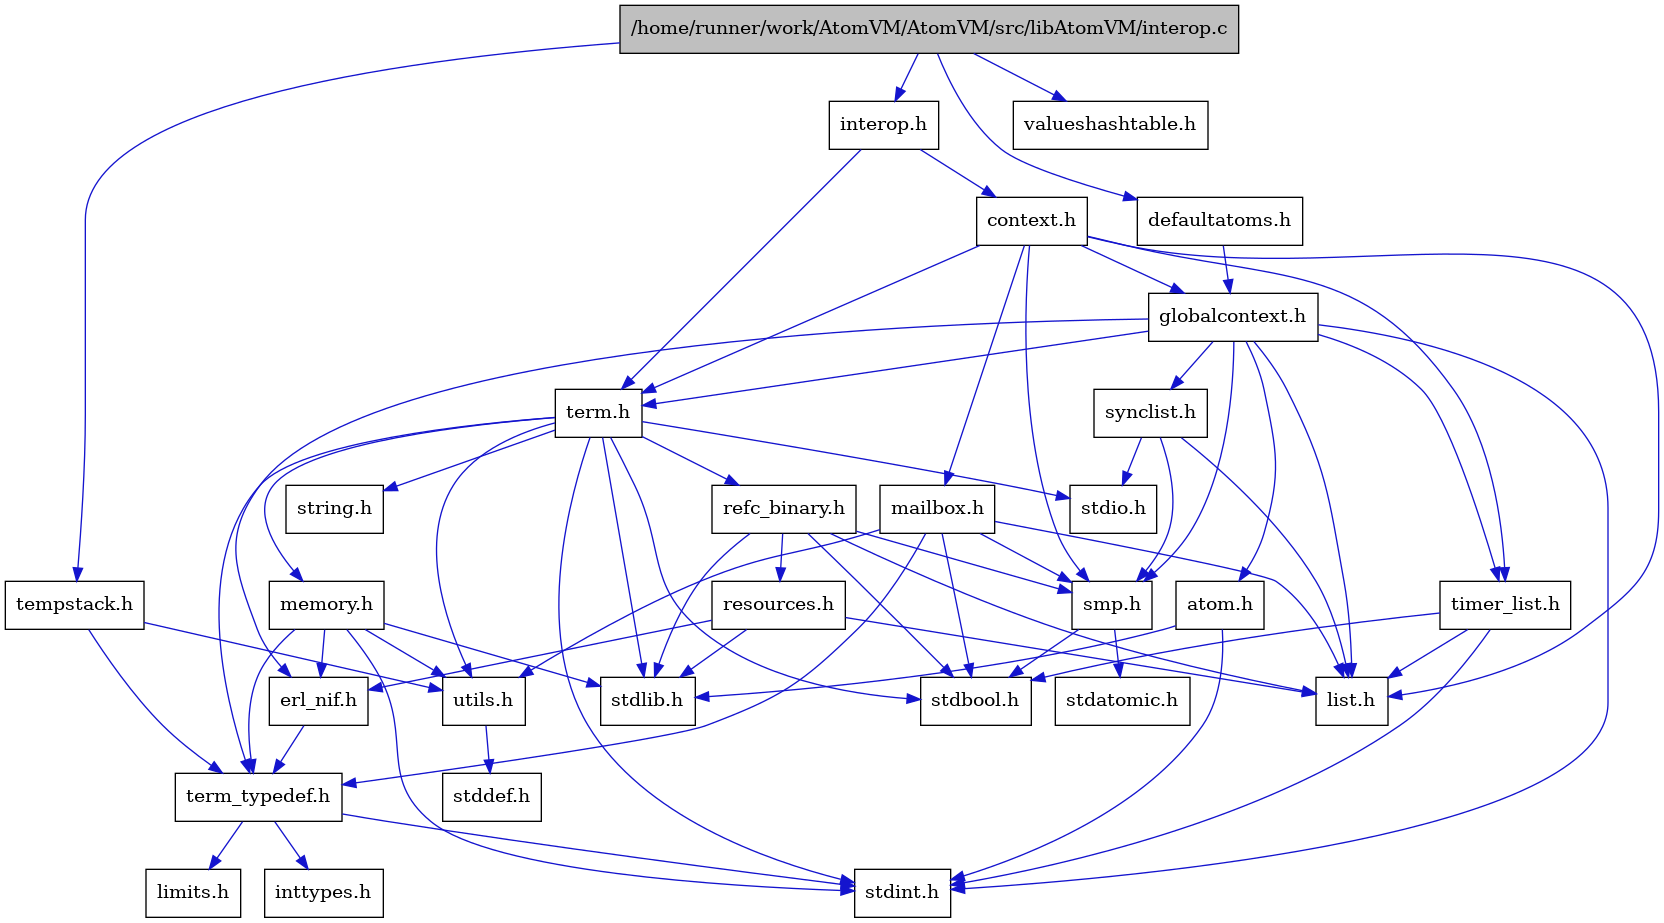 /home/runner/work/AtomVM/AtomVM/src/libAtomVM/interop.c
interop.h
valueshashtable.h
context.h
defaultatoms.h
globalcontext.h
term.h
synclist.h
string.h
refc_binary.h
mailbox.h
stdio.h
tempstack.h
memory.h
resources.h
smp.h
atom.h
timer_list.h
erl_nif.h
utils.h
stdlib.h
stdbool.h
stdatomic.h
list.h
term_typedef.h
stddef.h
limits.h
inttypes.h
stdint.h